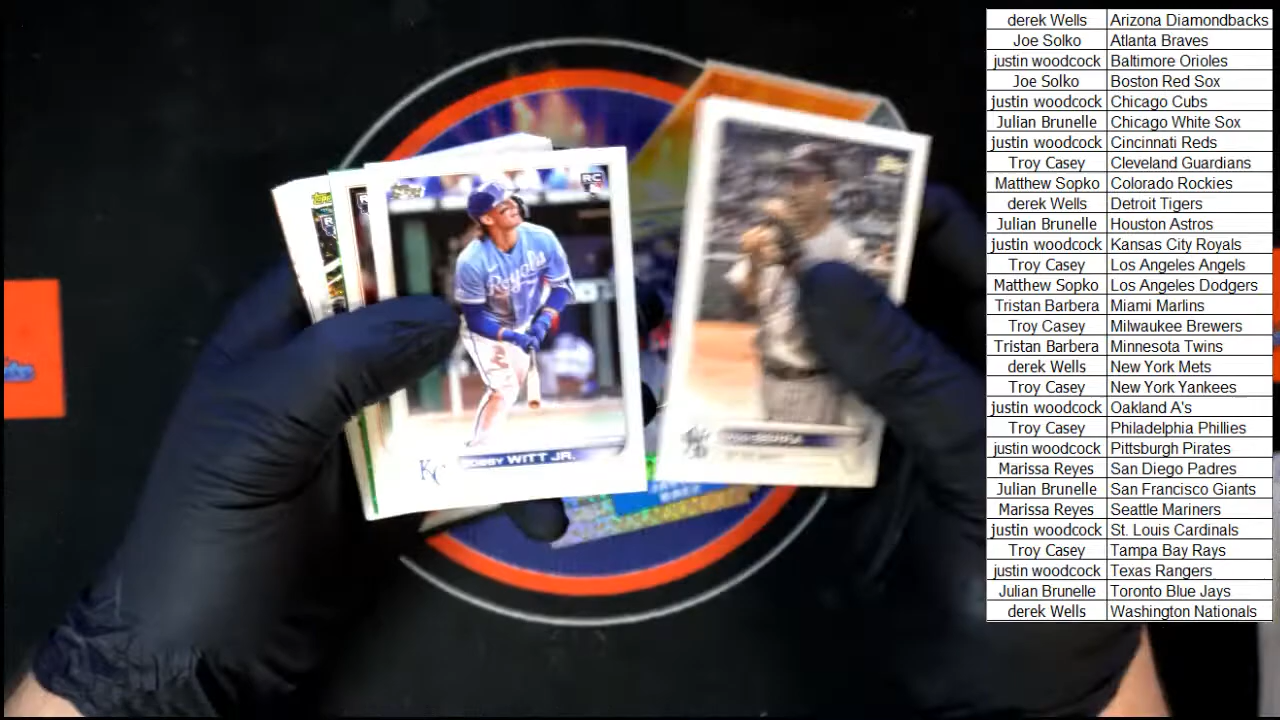 derek Wells Arizona Diamondbacks
Joe Solko Atlanta Braves
justin woodcock Baltimore Orioles
Joe Solko Boston Red Sox
justin woodcock Chicago Cubs
Julian Brunelle Chicago White Sox
justin woodcock Cincinnati Reds
Troy Casey Cleveland Guardians
Matthew Sopko Colorado Rockies
derek Wells Detroit Tigers
Julian Brunelle Houston Astros
justin woodcock Kansas City Royals
Troy Casey Los Angeles Angels
Matthew Sopko Los Angeles Dodgers
Tristan Barbera Miami Marlins
Troy Casey Milwaukee Brewers
Tristan Barbera Minnesota Twins
derek Wells New York Mets
Troy Casey New York Yankees
justin woodcock Oakland A's
Troy Casey Philadelphia Phillies
justin woodcock Pittsburgh Pirates
Marissa Reyes San Diego Padres
Julian Brunelle San Francisco Giants
Marissa Reyes Seattle Mariners
justin woodcock St. Louis Cardinals
Troy Casey Tampa Bay Rays
justin woodcock Texas Rangers
Julian Brunelle Toronto Blue Jays
derek Wells Washington Nationals
RC
Royals
WITT JR.
KC